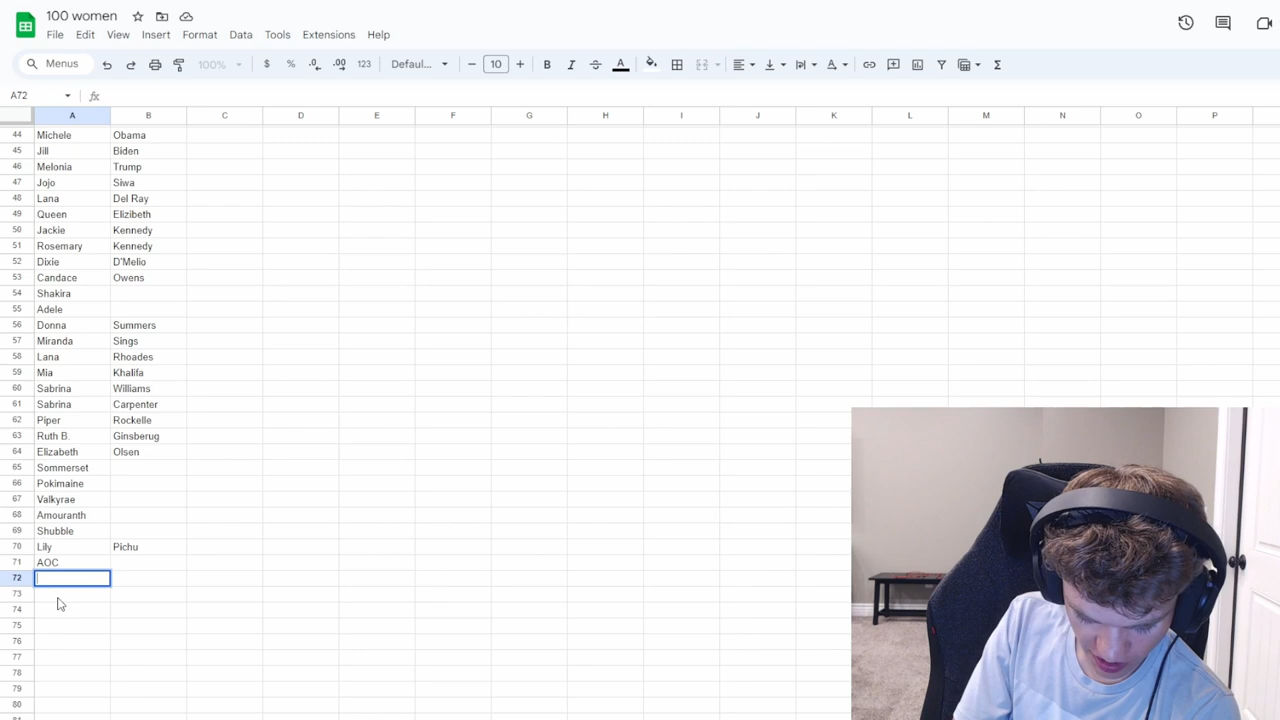 100 women
File Edit View Insert Format Data Tools Extensions Help
Menus 100% $ % .0 .00 123 Defaul... 10 B I A Σ
A72 fx
A B C D E F G H I J K L M N O P
44 Michele Obama
45 Jill Biden
46 Melonia Trump
47 Jojo Siwa
48 Lana Del Ray
49 Queen Elizibeth
50 Jackie Kennedy
51 Rosemary Kennedy
52 Dixie D'Melio
53 Candace Owens
54 Shakira
55 Adele
56 Donna Summers
57 Miranda Sings
58 Lana Rhoades
59 Mia Khalifa
60 Sabrina Williams
61 Sabrina Carpenter
62 Piper Rockelle
63 Ruth B. Ginsberug
64 Elizabeth Olsen
65 Sommerset
66 Pokimaine
67 Valkyrae
68 Amouranth
69 Shubble
70 Lily Pichu
71 AOC
72
73
74
75
76
77
78
79
80